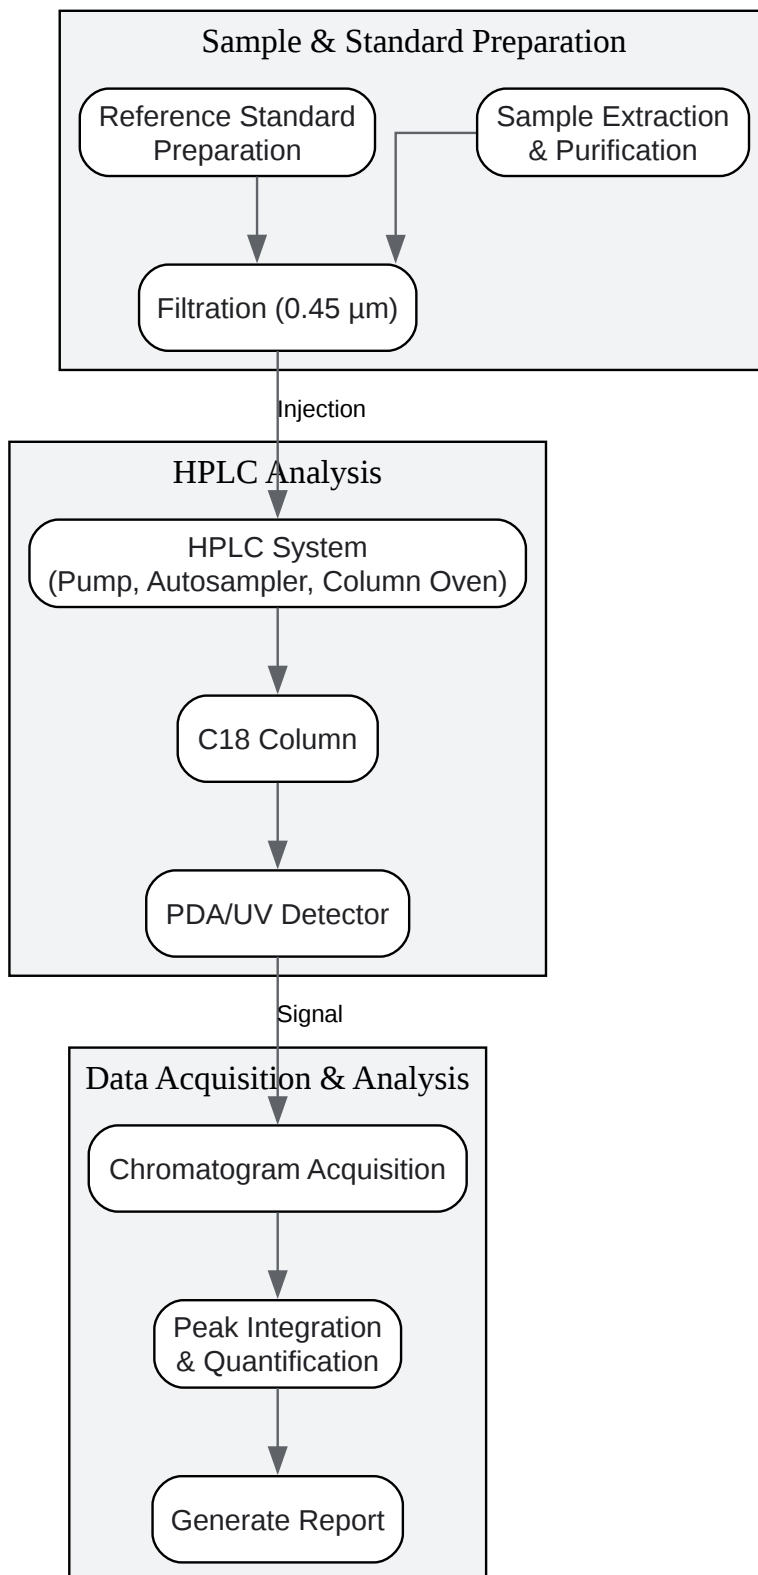 Sample & Standard Preparation
Reference Standard
Preparation
Sample Extraction
& Purification
Filtration (0.45 µm)
Injection
HPLC Analysis
HPLC System
(Pump, Autosampler, Column Oven)
C18 Column
PDA/UV Detector
Signal
Data Acquisition & Analysis
Chromatogram Acquisition
Peak Integration
& Quantification
Generate Report